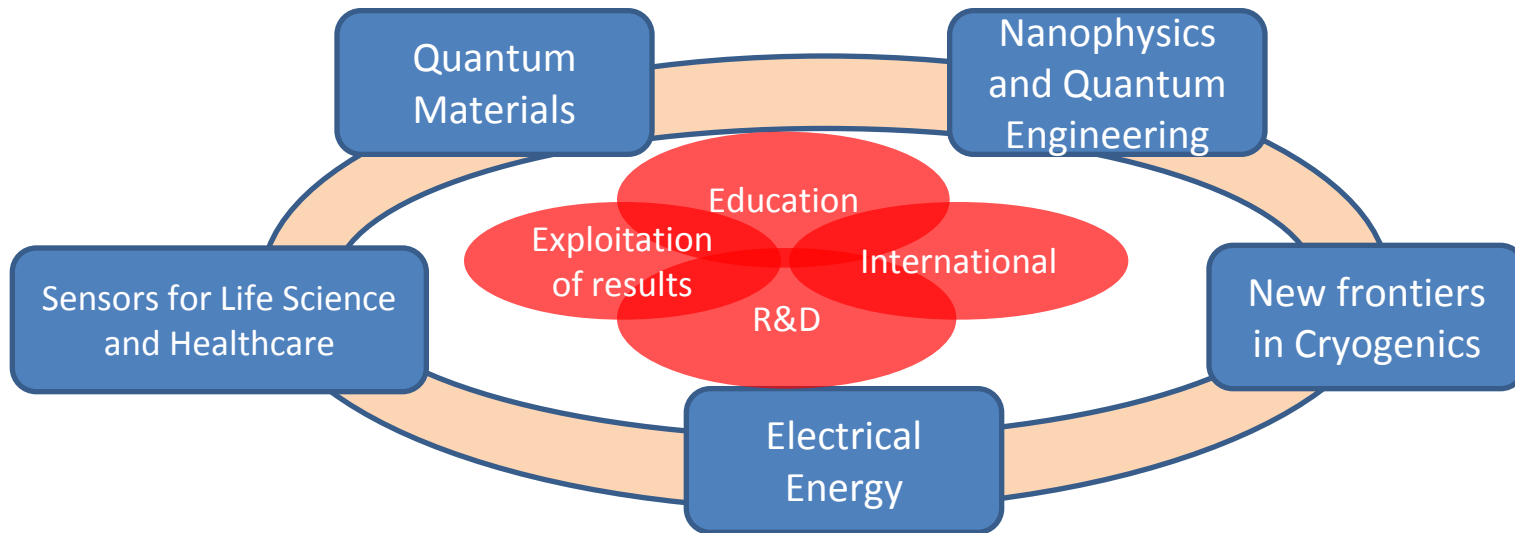 Quantum
Materials
Nanophysics
and Quantum
Engineering
Education
Exploitation
of results
International
R&D
Sensors for Life Science
and Healthcare
New frontiers
in Cryogenics
Electrical
Energy